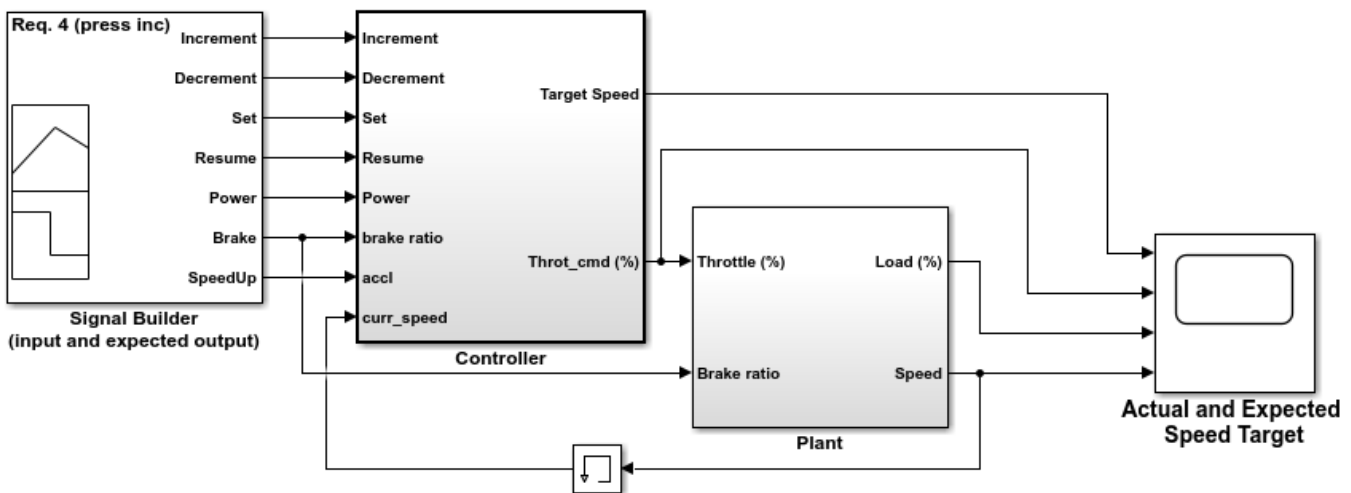 Req. 4 (press inc)
Increment
Decrement
Set
Resume
Power
Brake
SpeedUp
Signal Builder
(input and expected output)
Increment
Decrement
Set
Resume
Power
brake ratio
accl
curr_speed
Target Speed
Throt_cmd (%)
Controller
Throttle (%)
Brake ratio
Load (%)
Speed
Plant
Actual and Expected
Speed Target